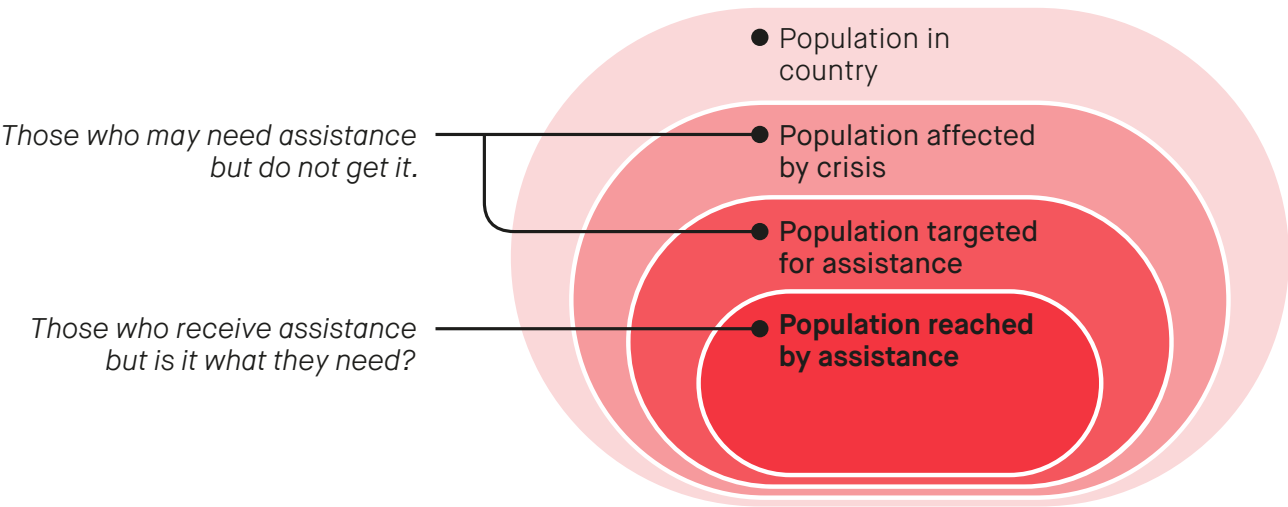 Population in
country
Those who may need assistance
but do not get it.
Population affected
by crisis
Population targeted
for assistance
Those who receive assistance
but is it what they need?
Population reached
by assistance